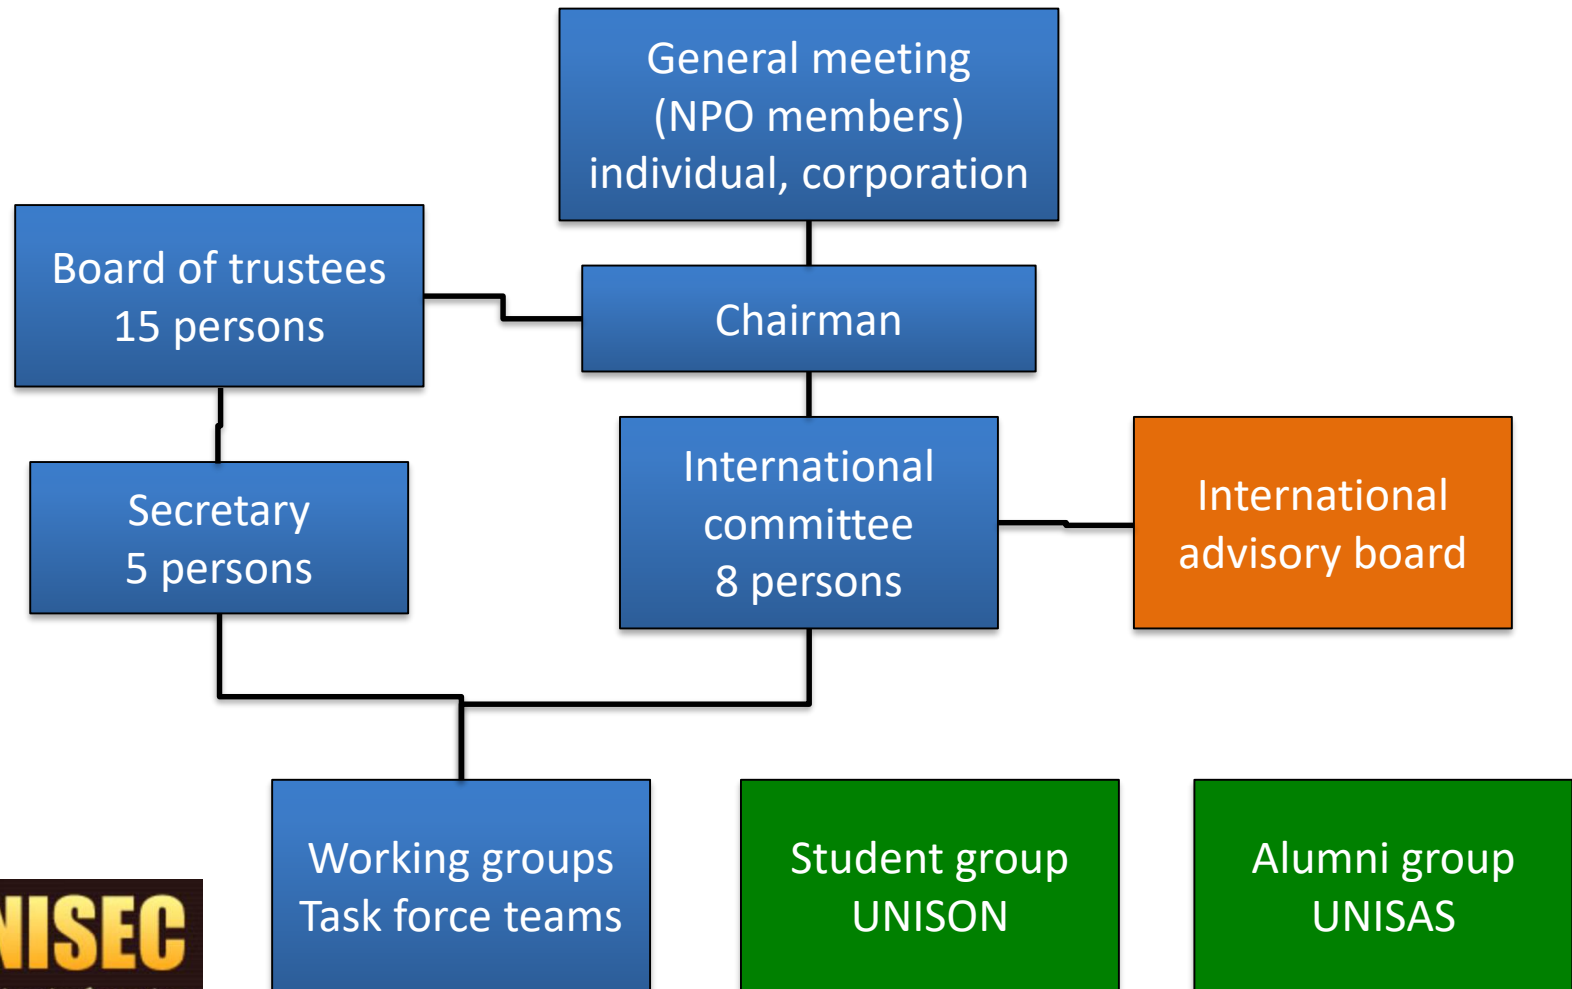 General meeting
(NPO members)
individual, corporation
Board of trustees
15 persons
Chairman
Secretary
5 persons
International
committee
8 persons
International
advisory board
Working groups
Task force teams
Student group
UNISON
Alumni group
UNISAS
NISEC